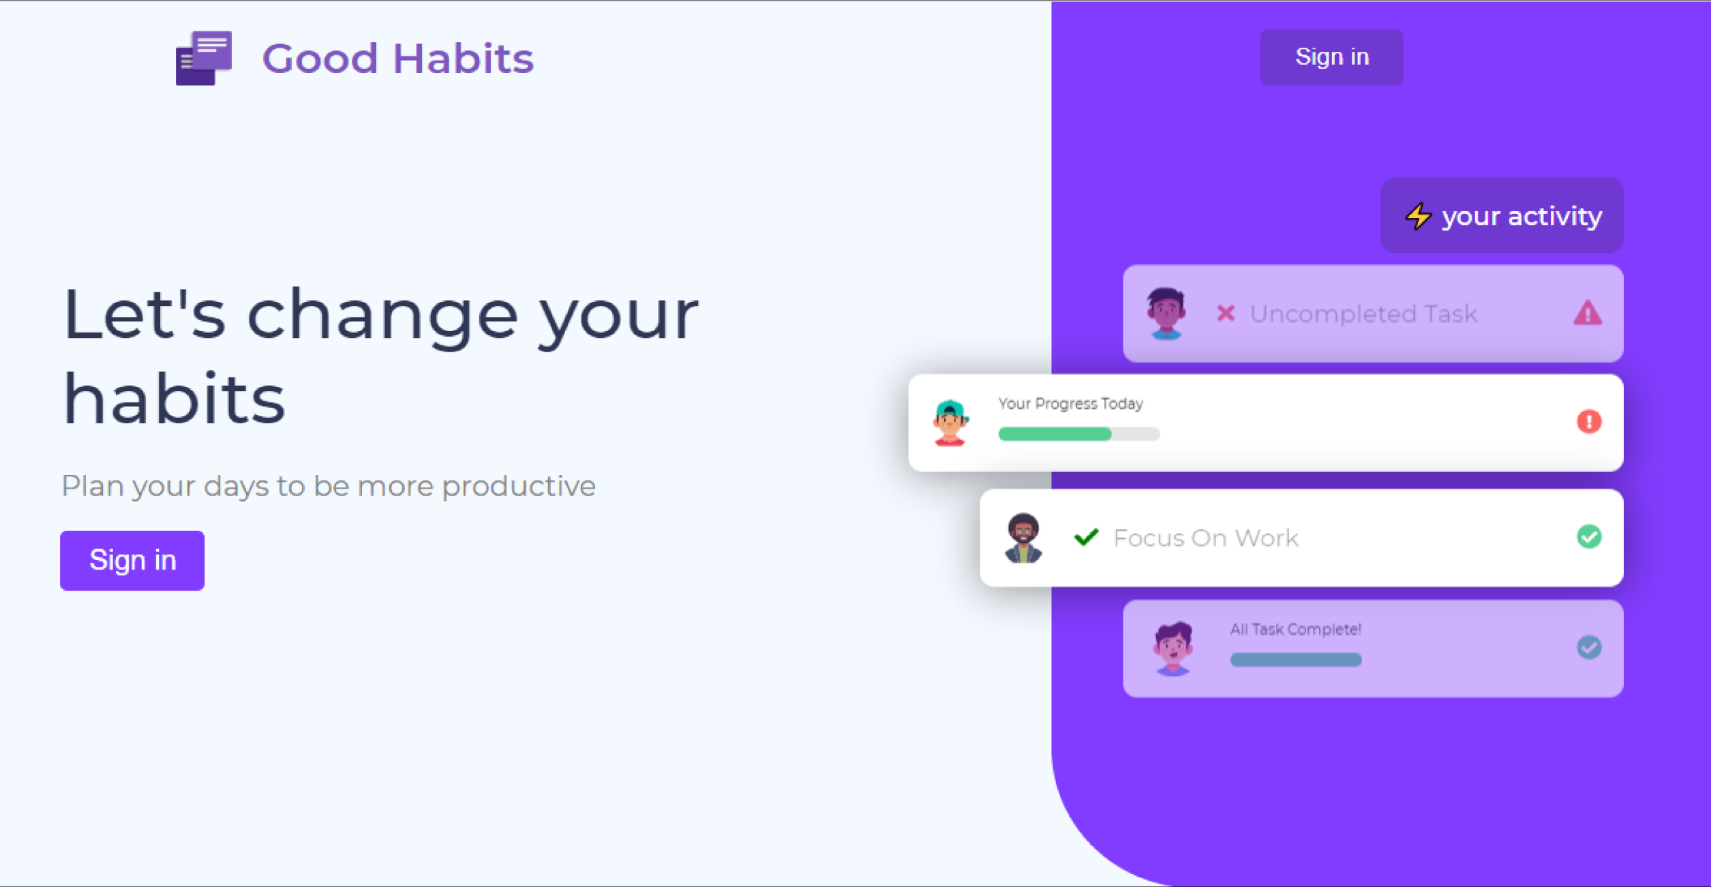 Good Habits
Sign in
⚡ your activity
Let's change your
habits
Plan your days to be more productive
Sign in
Uncompleted Task
Your Progress Today
Focus On Work
All Task Complete!